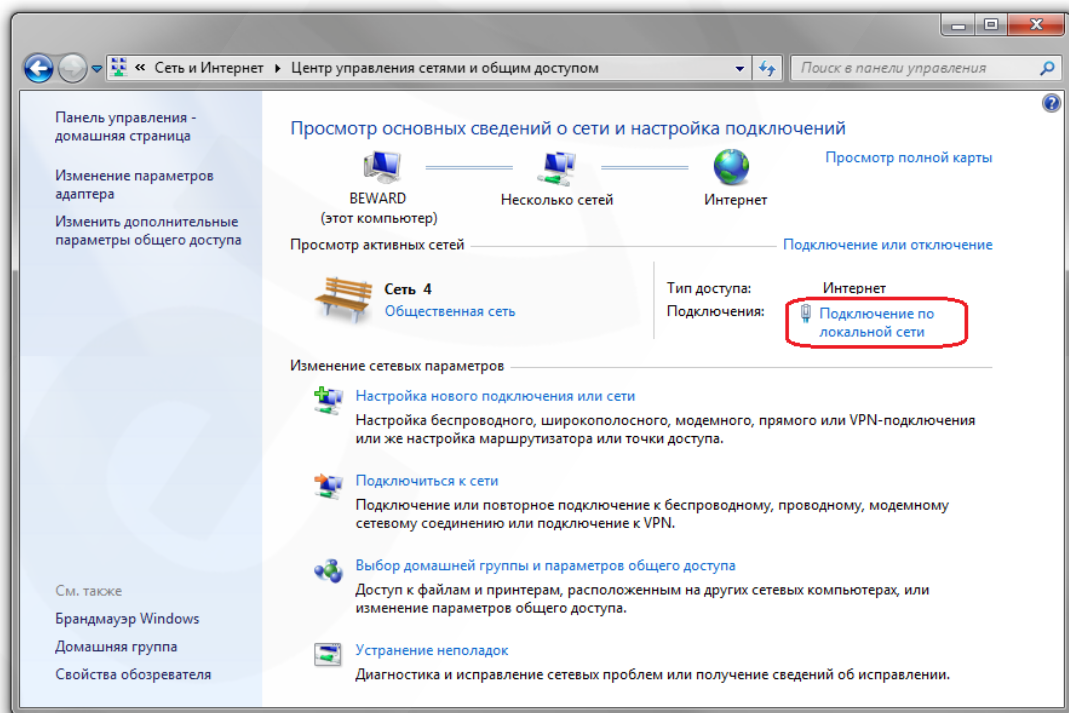 « Сеть и Интернет ▸ Центр управления сетями и общим доступом
Поиск в панели управления
Панель управления -
домашняя страница
Изменение параметров
адаптера
Изменить дополнительные
параметры общего доступа
См. также
Брандмауэр Windows
Домашняя группа
Свойства обозревателя
Просмотр основных сведений о сети и настройка подключений
Просмотр полной карты
BEWARD
(этот компьютер)
Несколько сетей
Интернет
Просмотр активных сетей
Подключение или отключение
Сеть 4
Общественная сеть
Тип доступа: Интернет
Подключения: Подключение по
локальной сети
Изменение сетевых параметров
Настройка нового подключения или сети
Настройка беспроводного, широкополосного, модемного, прямого или VPN-подключения
или же настройка маршрутизатора или точки доступа.
Подключиться к сети
Подключение или повторное подключение к беспроводному, проводному, модемному
сетевому соединению или подключение к VPN.
Выбор домашней группы и параметров общего доступа
Доступ к файлам и принтерам, расположенным на других сетевых компьютерах, или
изменение параметров общего доступа.
Устранение неполадок
Диагностика и исправление сетевых проблем или получение сведений об исправлении.